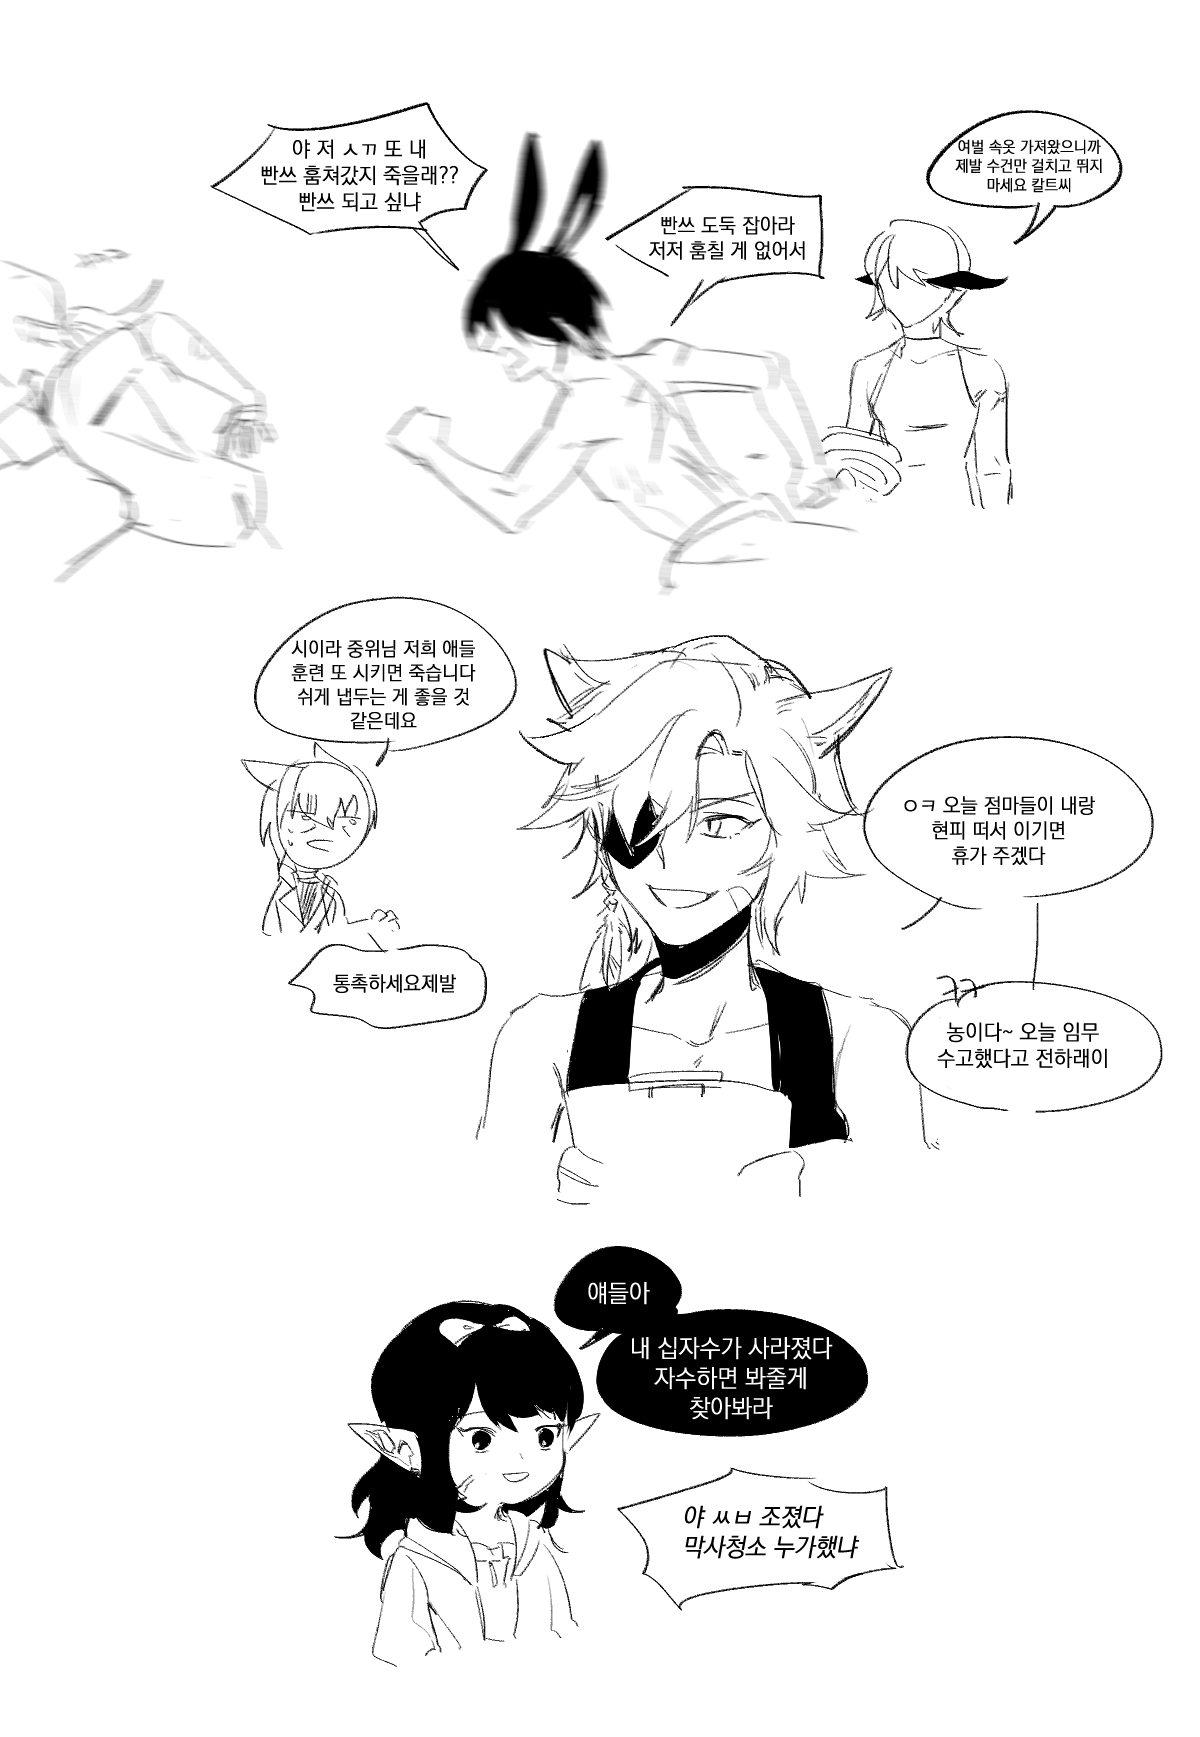 야 저 ㅅㄲ 또 내
빤쓰 훔쳐갔지 죽을래??
빤쓰 되고 싶냐
빤쓰 도둑 잡아라
저저 훔칠 게 없어서
여벌 속옷 가져왔으니까
제발 수건만 걸치고 뛰지
마세요 칼트씨
시이라 중위님 저희 애들
훈련 또 시키면 죽습니다
쉬게 냅두는 게 좋을 것
같은데요
통촉하세요제발
ㅇㅋ 오늘 점마들이 내랑
현피 떠서 이기면
휴가 주겠다
ㅋㅋ
농이다~ 오늘 임무
수고했다고 전하래이
얘들아
내 십자수가 사라졌다
자수하면 봐줄게
찾아봐라
야 ㅆㅂ 조졌다
막사청소 누가했냐